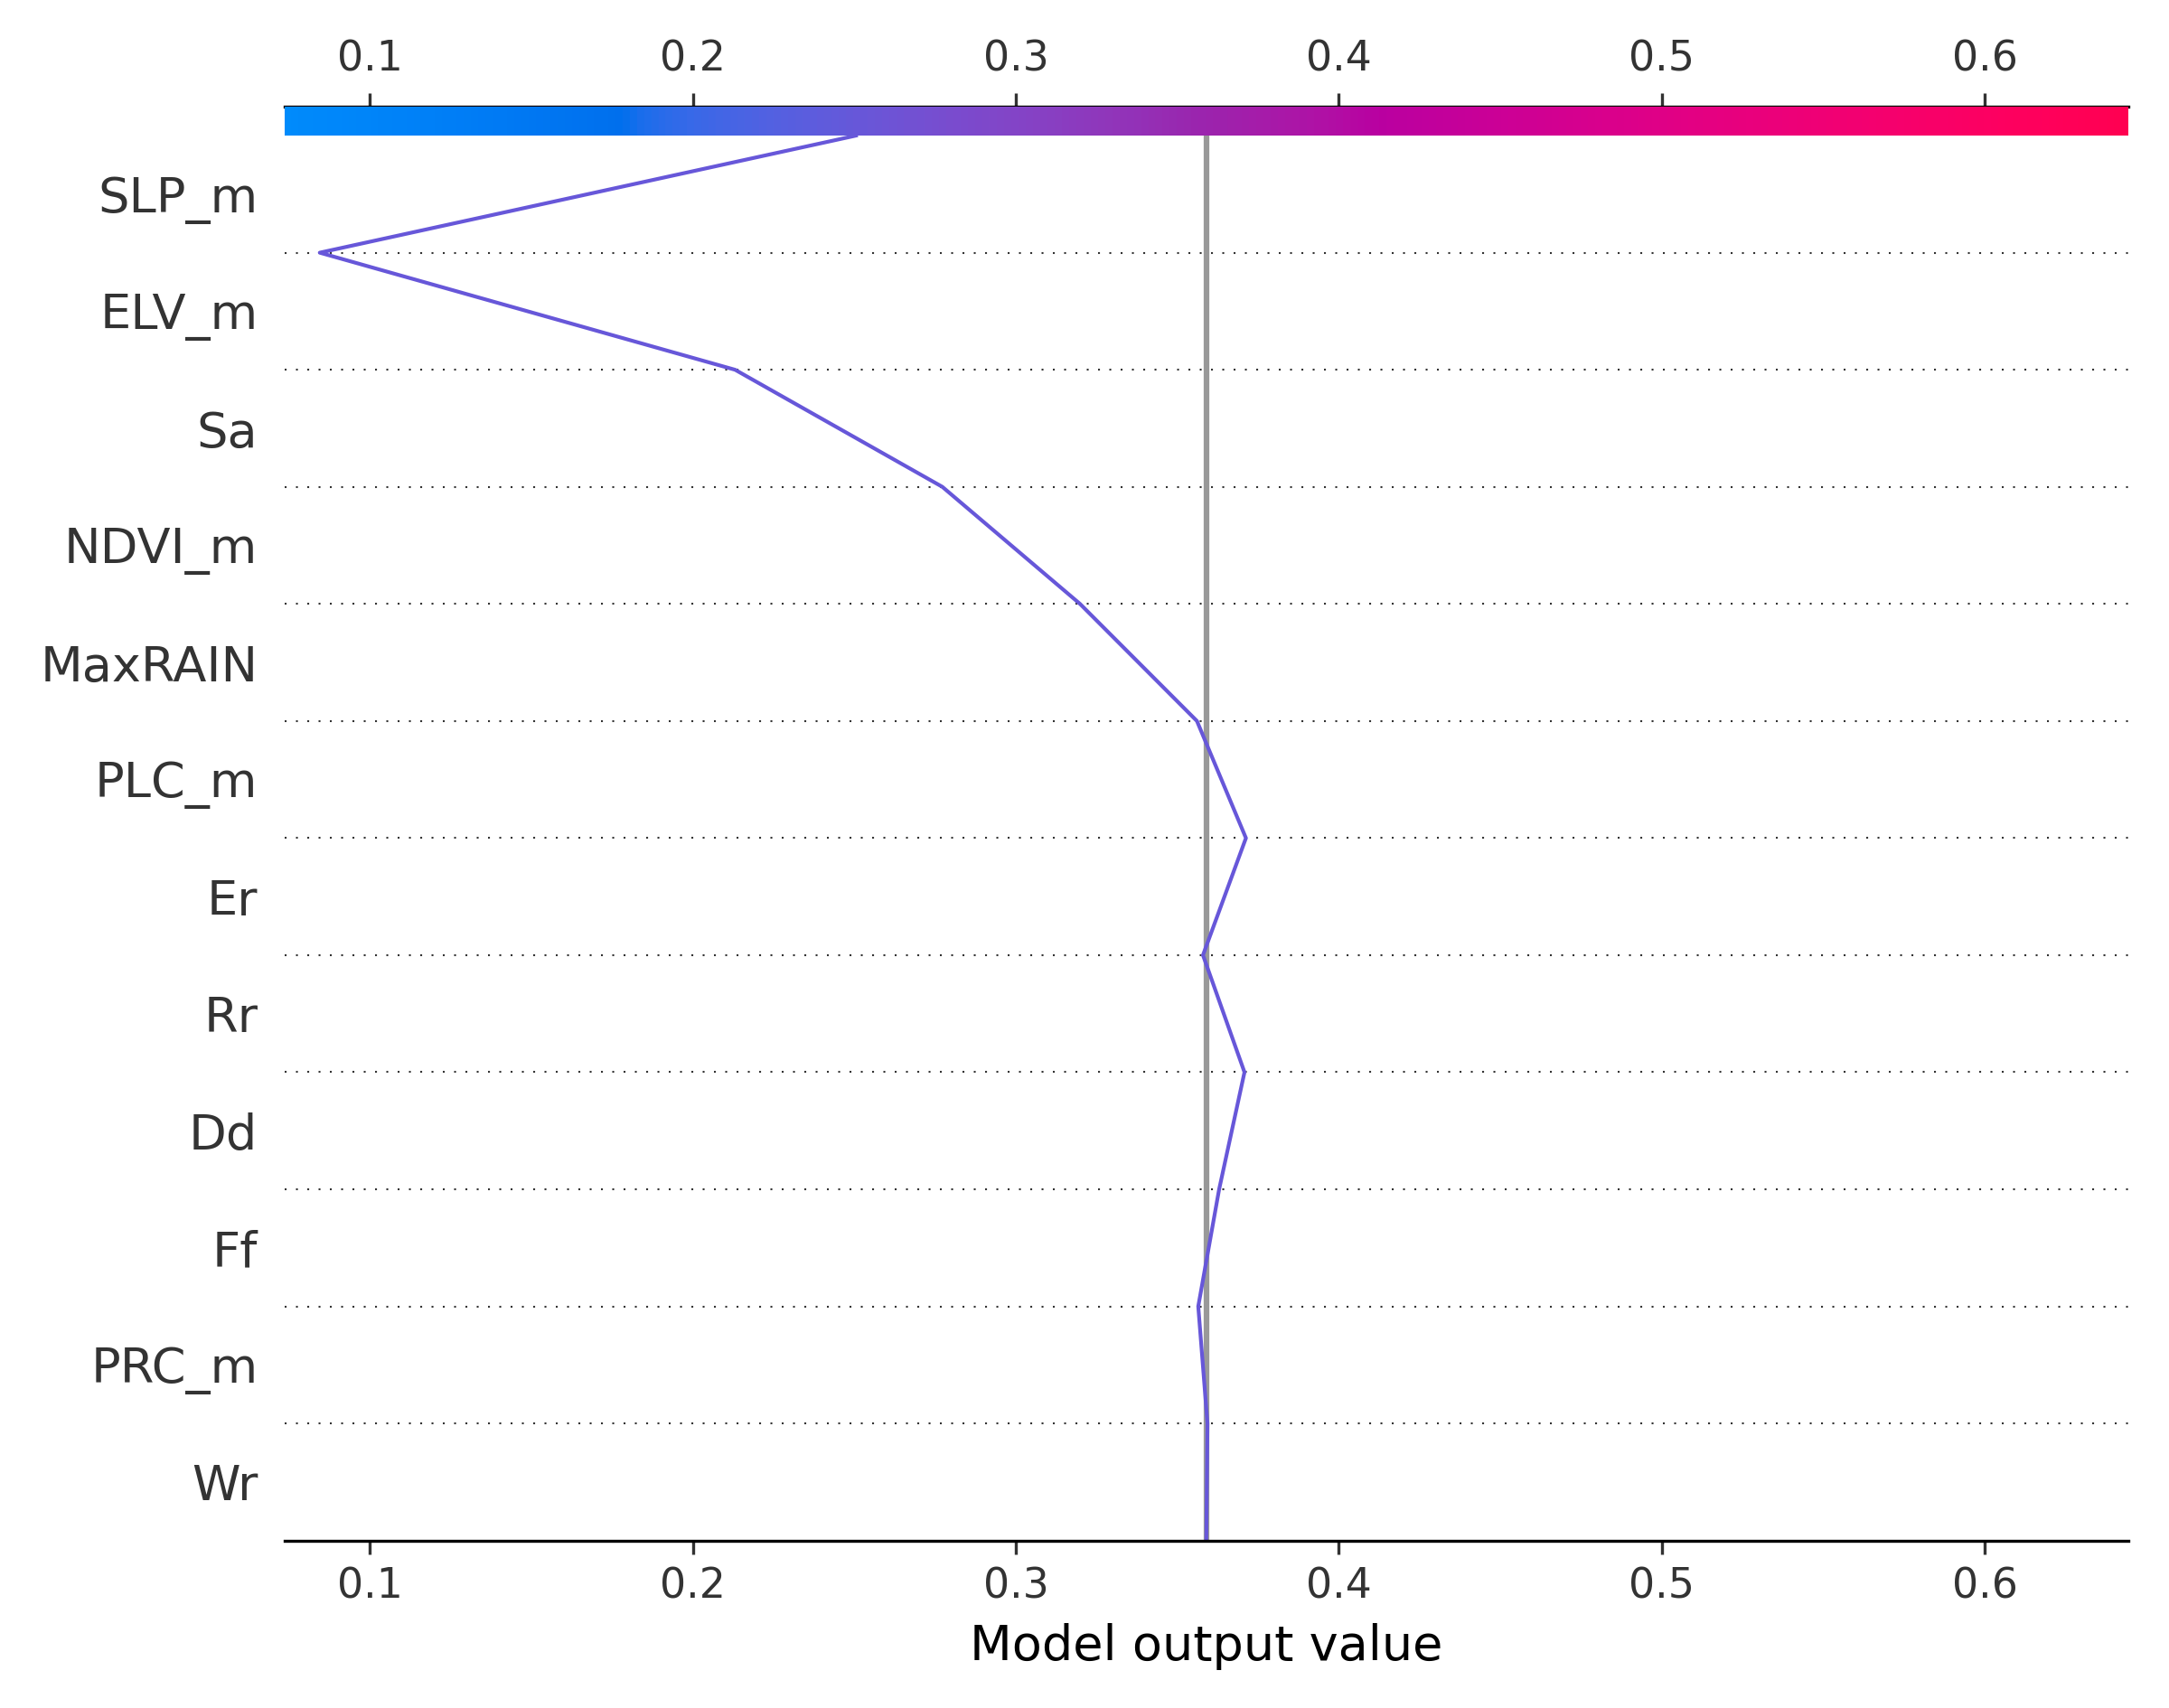 0.1 0.2 0.3 0.4 0.5 0.6
SLP_m
ELV_m
Sa
NDVI_m
MaxRAIN
PLC_m
Er
Rr
Dd
Ff
PRC_m
Wr
0.1 0.2 0.3 0.4 0.5 0.6
Model output value